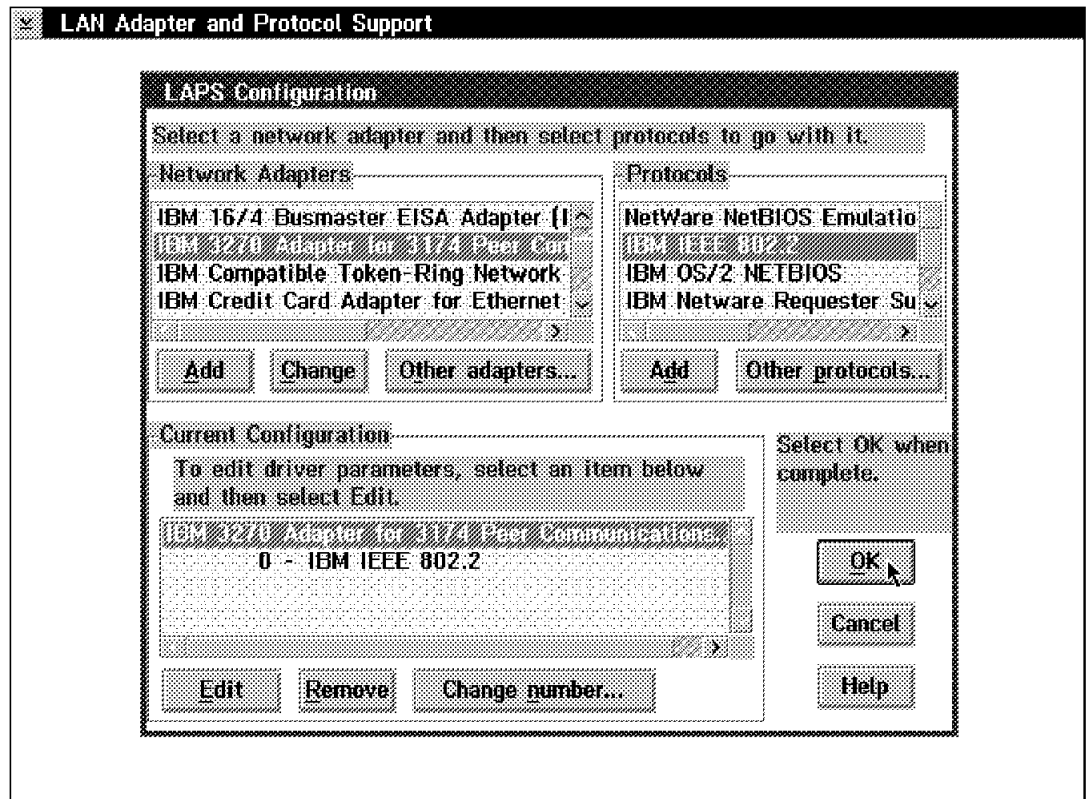 LAN Adapter and Protocol Support
LAPS Configuration
Select a network adapter and then select protocols to go with it.
Network Adapters
IBM 16/4 Busmaster EISA Adapter (I
IBM 3270 Adapter for 3174 Peer Com
IBM Compatible Token-Ring Network
IBM Credit Card Adapter for Ethernet
Add
Change
Other adapters...
Protocols
NetWare NetBIOS Emulatio
IBM IEEE 802.2
IBM OS/2 NETBIOS
IBM Netware Requester Su
Add
Other protocols...
Current Configuration
To edit driver parameters, select an item below
and then select Edit.
IBM 3270 Adapter for 3174 Peer Communications.
0 - IBM IEEE 802.2
Edit
Remove
Change number...
Select OK when
complete.
OK
Cancel
Help